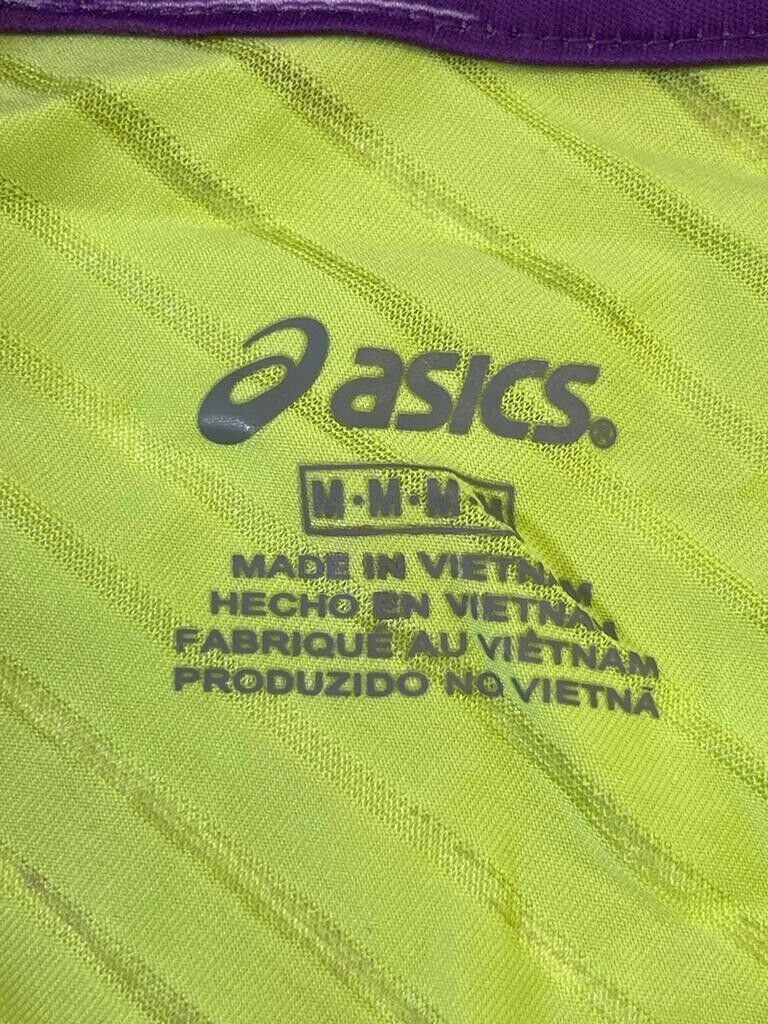 asics®
M·M·M·M
MADE IN VIETNAM
HECHO EN VIETNAM
FABRIQUÉ AU VIÊTNAM
PRODUZIDO NO VIETNÃ